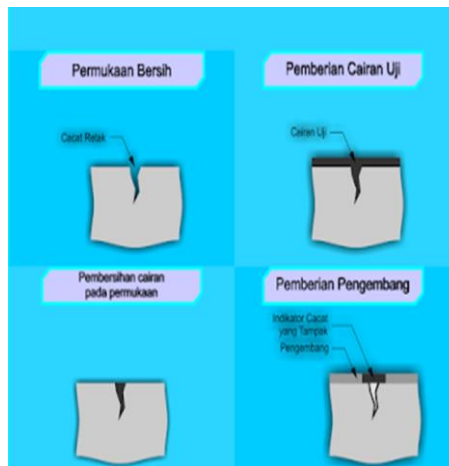 Permukaan Bersih
Cacat Retak
Pemberian Cairan Uji
Cairan Uji
Pembersihan cairan
pada permukaan
Pemberian Pengembang
Indikator Cacat
yang Tampak
Pengembang